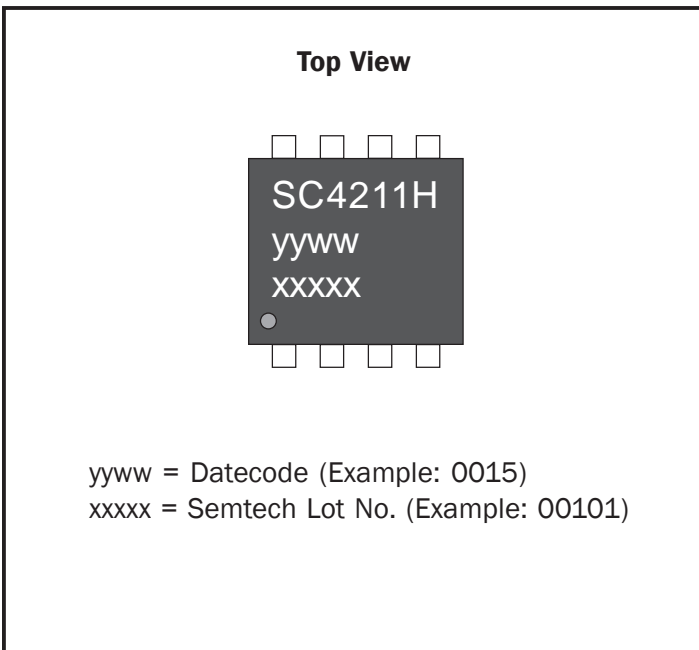 Top View
SC4211H
yyww
xxxxx
yyww = Datecode (Example: 0015)
xxxxx = Semtech Lot No. (Example: 00101)